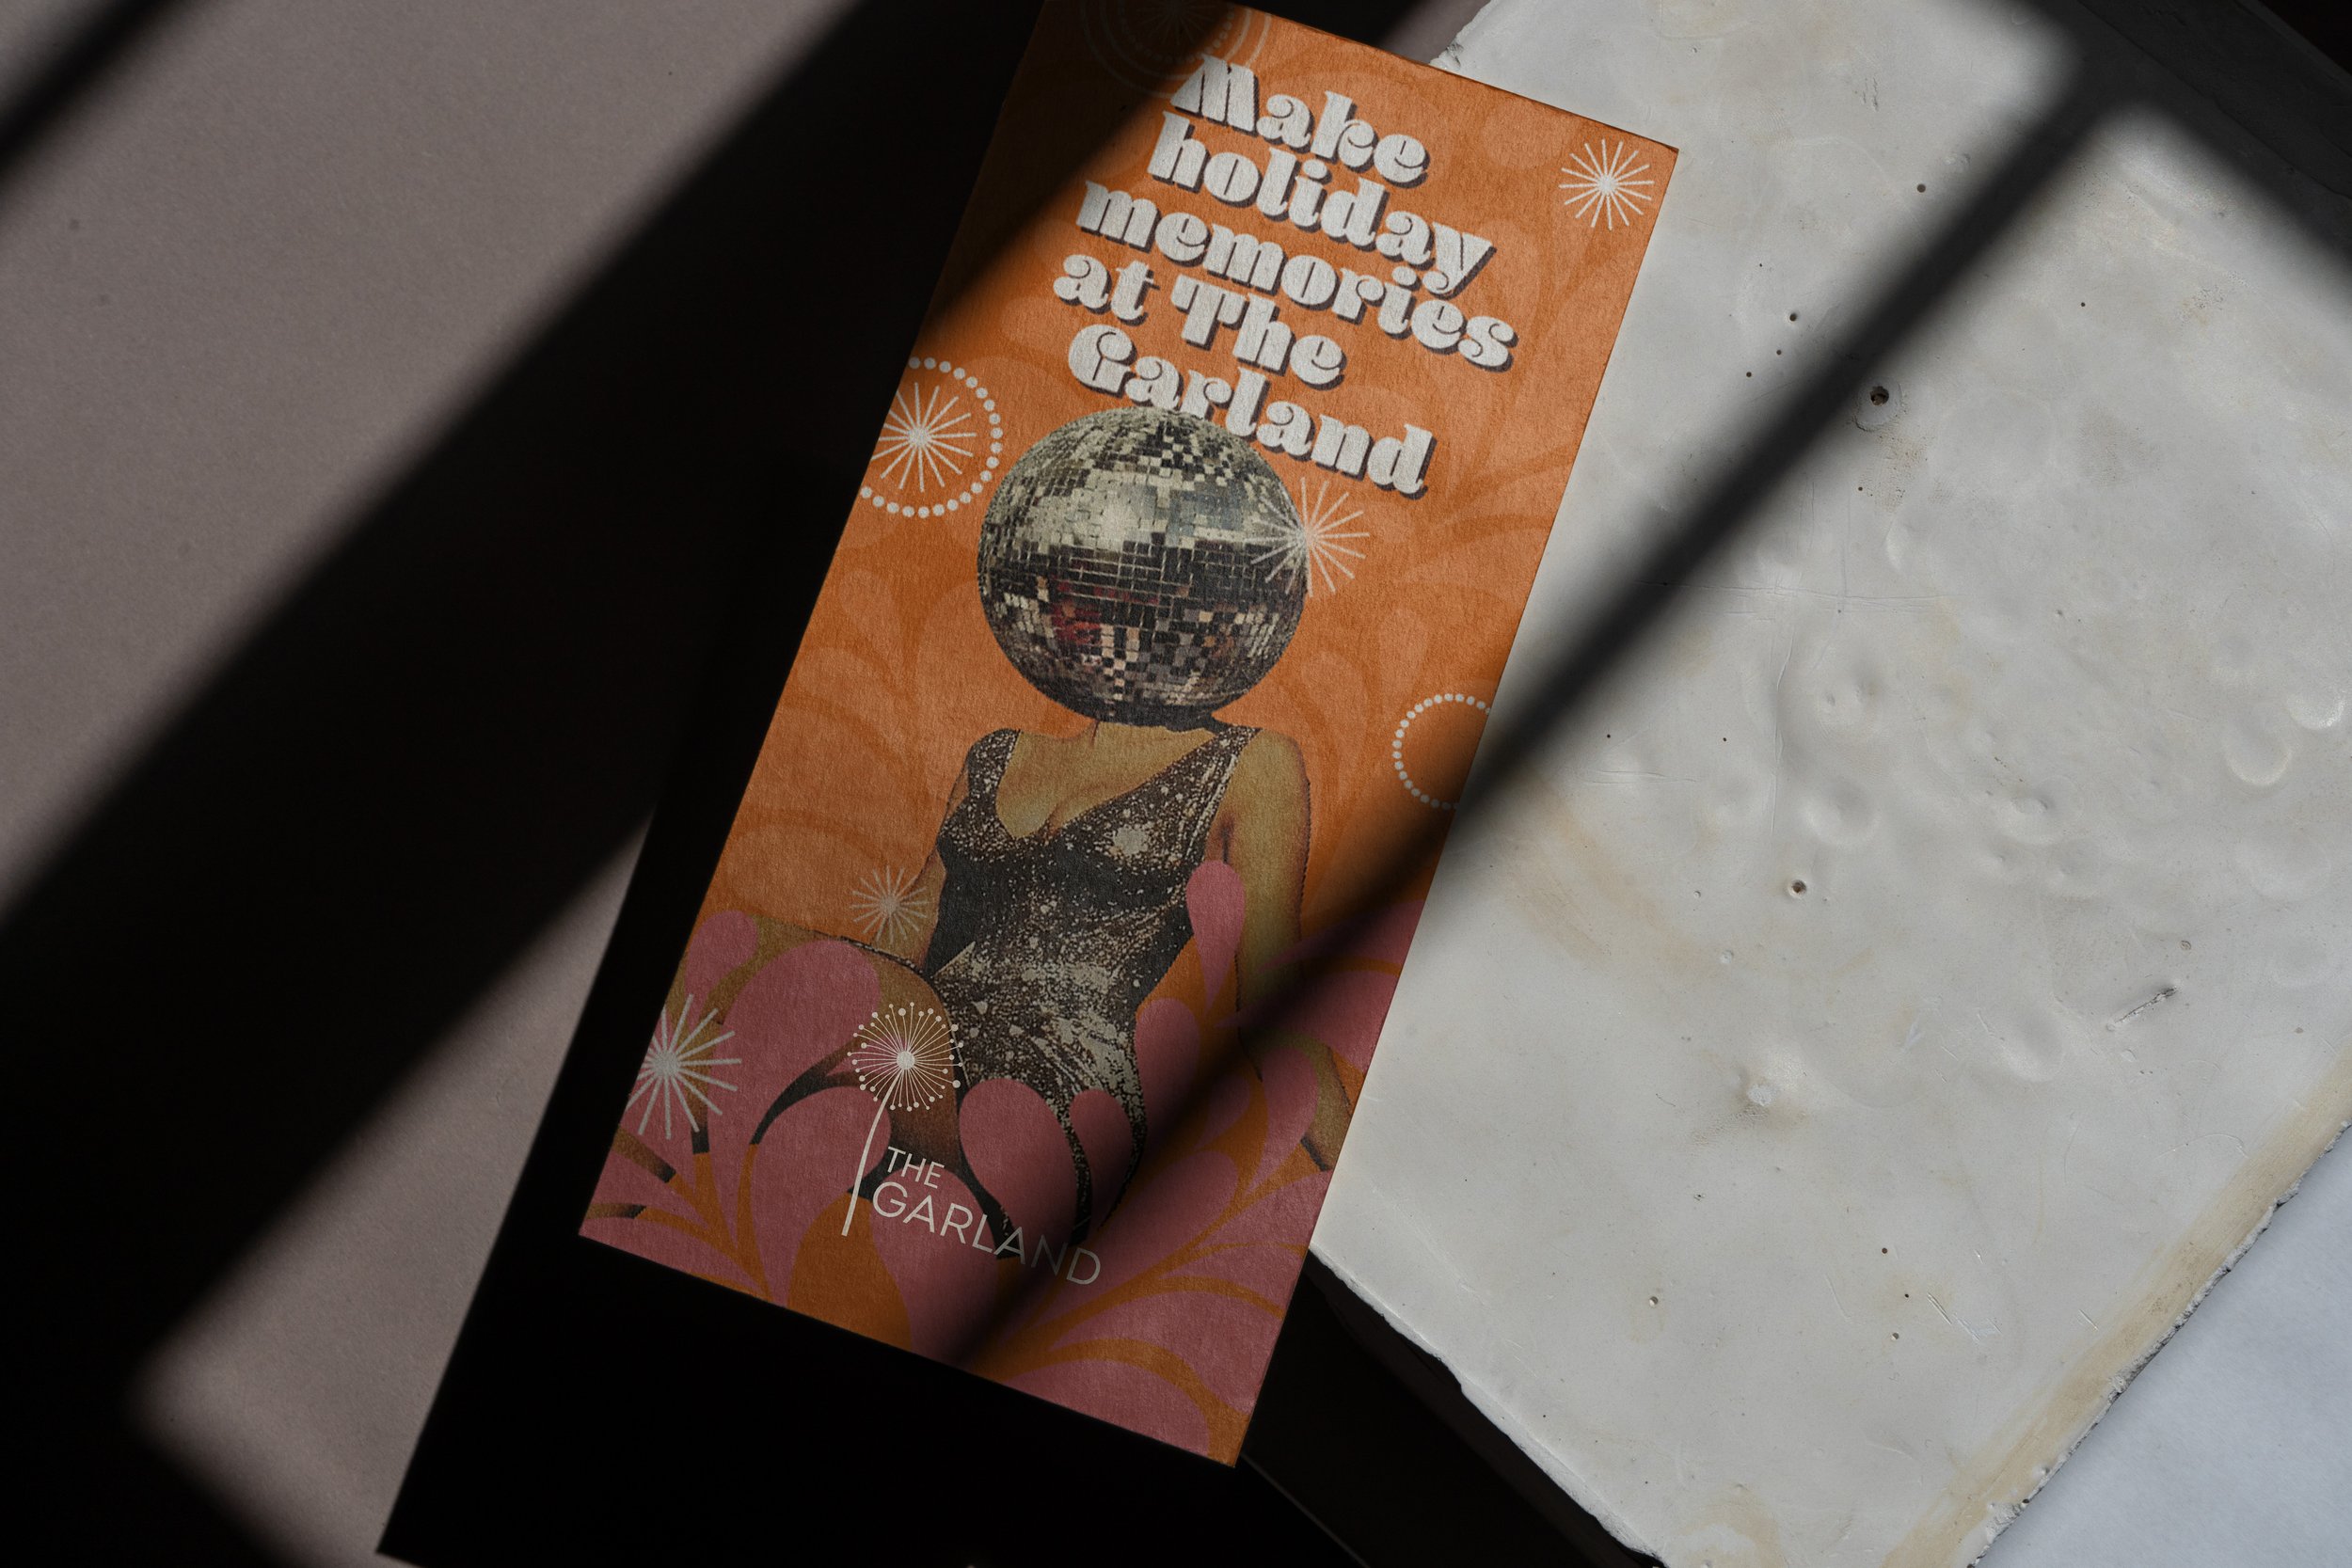 Make
holiday
memories
at The
Garland
THE
GARLAND